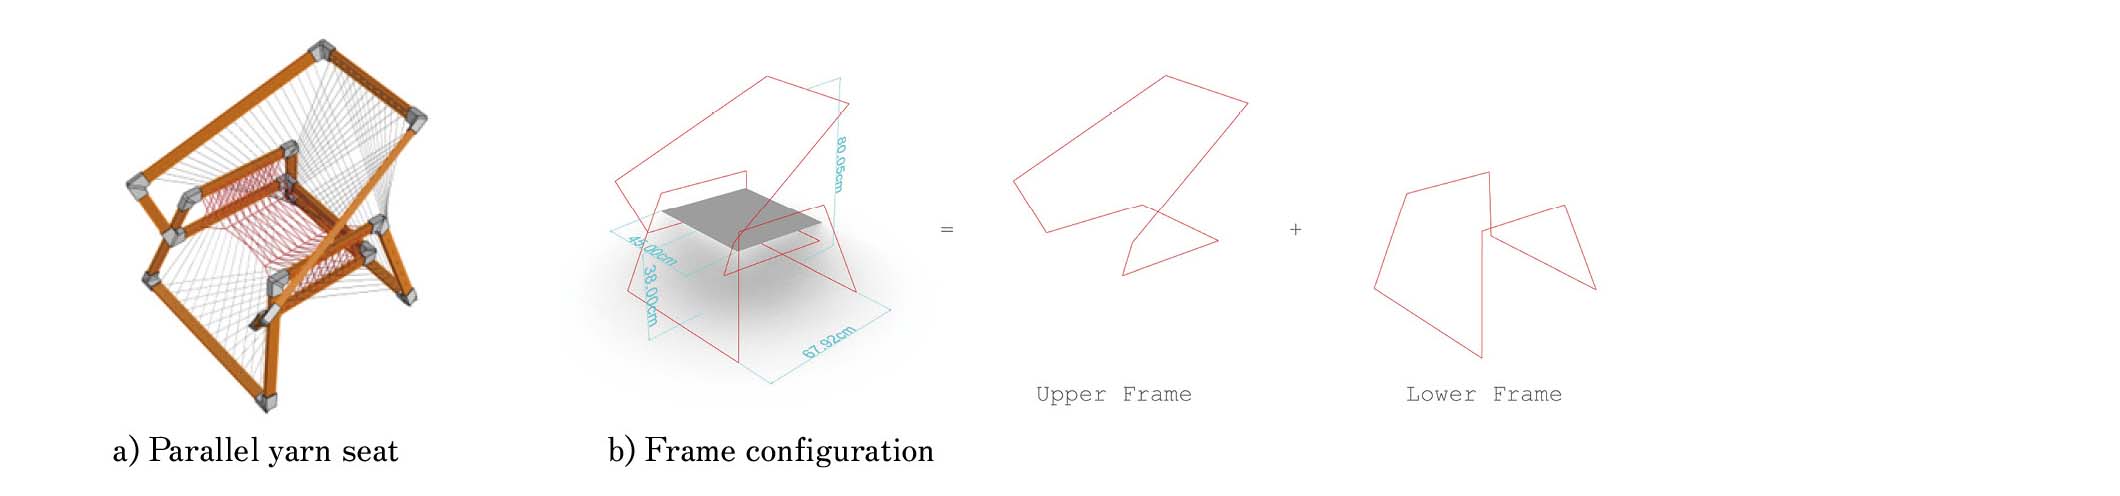 80.05cm
45.00cm
38.00cm
67.92cm
=
+
Upper Frame
Lower Frame
a) Parallel yarn seat
b) Frame configuration